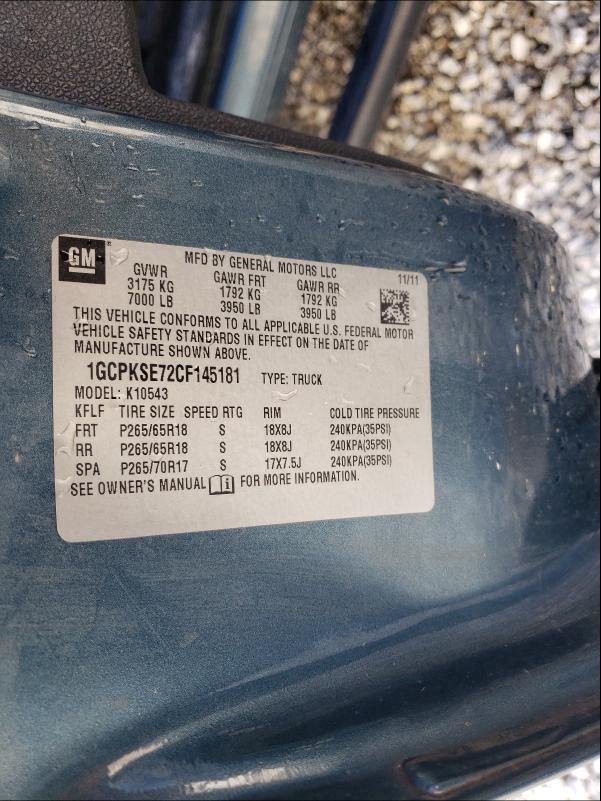 GM
MFD BY GENERAL MOTORS LLC 11/11
GVWR GAWR FRT GAWR RR
3175 KG 1792 KG 1792 KG
7000 LB 3950 LB 3950 LB
THIS VEHICLE CONFORMS TO ALL APPLICABLE U.S. FEDERAL MOTOR
VEHICLE SAFETY STANDARDS IN EFFECT ON THE DATE OF
MANUFACTURE SHOWN ABOVE.
1GCPKSE72CF145181 TYPE: TRUCK
MODEL: K10543
KFLF TIRE SIZE SPEED RTG RIM COLD TIRE PRESSURE
FRT P265/65R18 S 18X8J 240KPA(35PSI)
RR P265/65R18 S 18X8J 240KPA(35PSI)
SPA P265/70R17 S 17X7.5J 240KPA(35PSI)
SEE OWNER'S MANUAL FOR MORE INFORMATION.